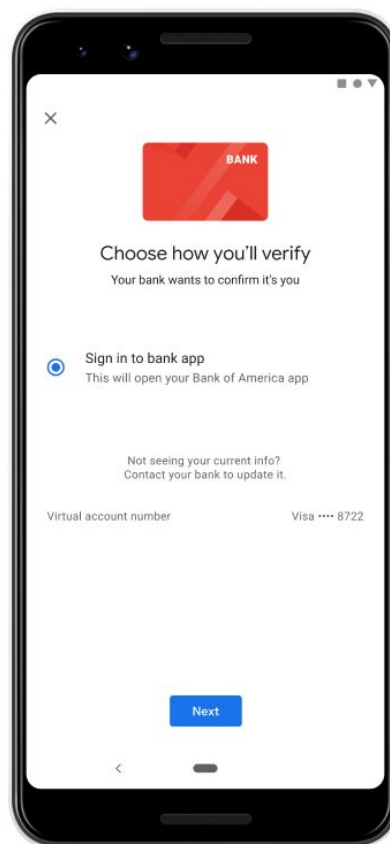 BANK
Choose how you'll verify
Your bank wants to confirm it's you
Sign in to bank app
This will open your Bank of America app
Not seeing your current info?
Contact your bank to update it.
Virtual account number Visa •••• 8722
Next